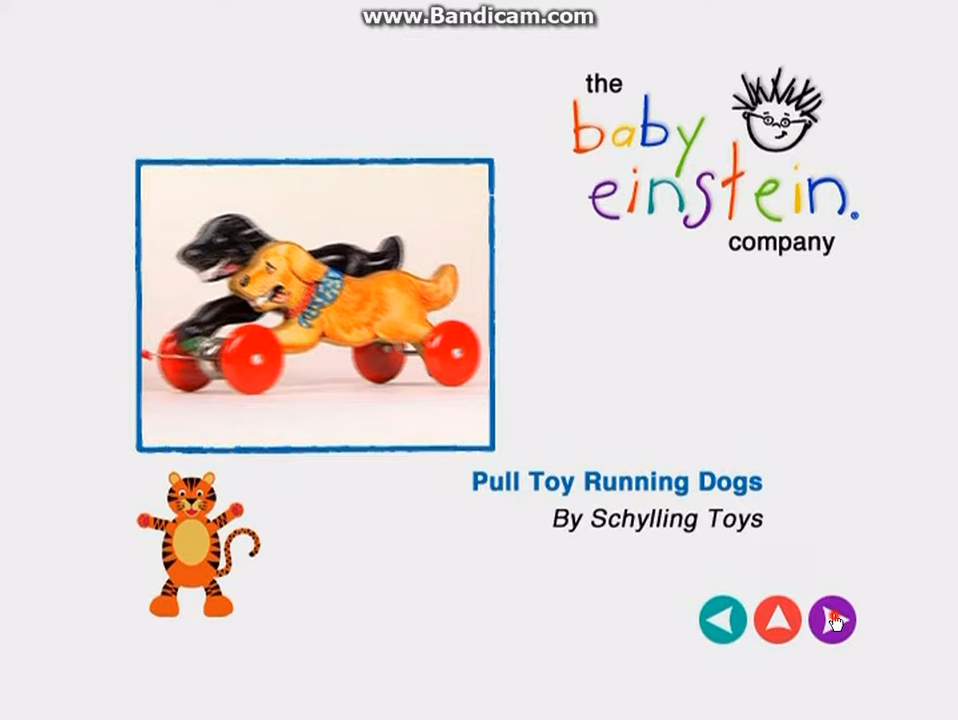 www.Bandicam.com
the
baby
einstein®
company
Pull Toy Running Dogs
By Schylling Toys